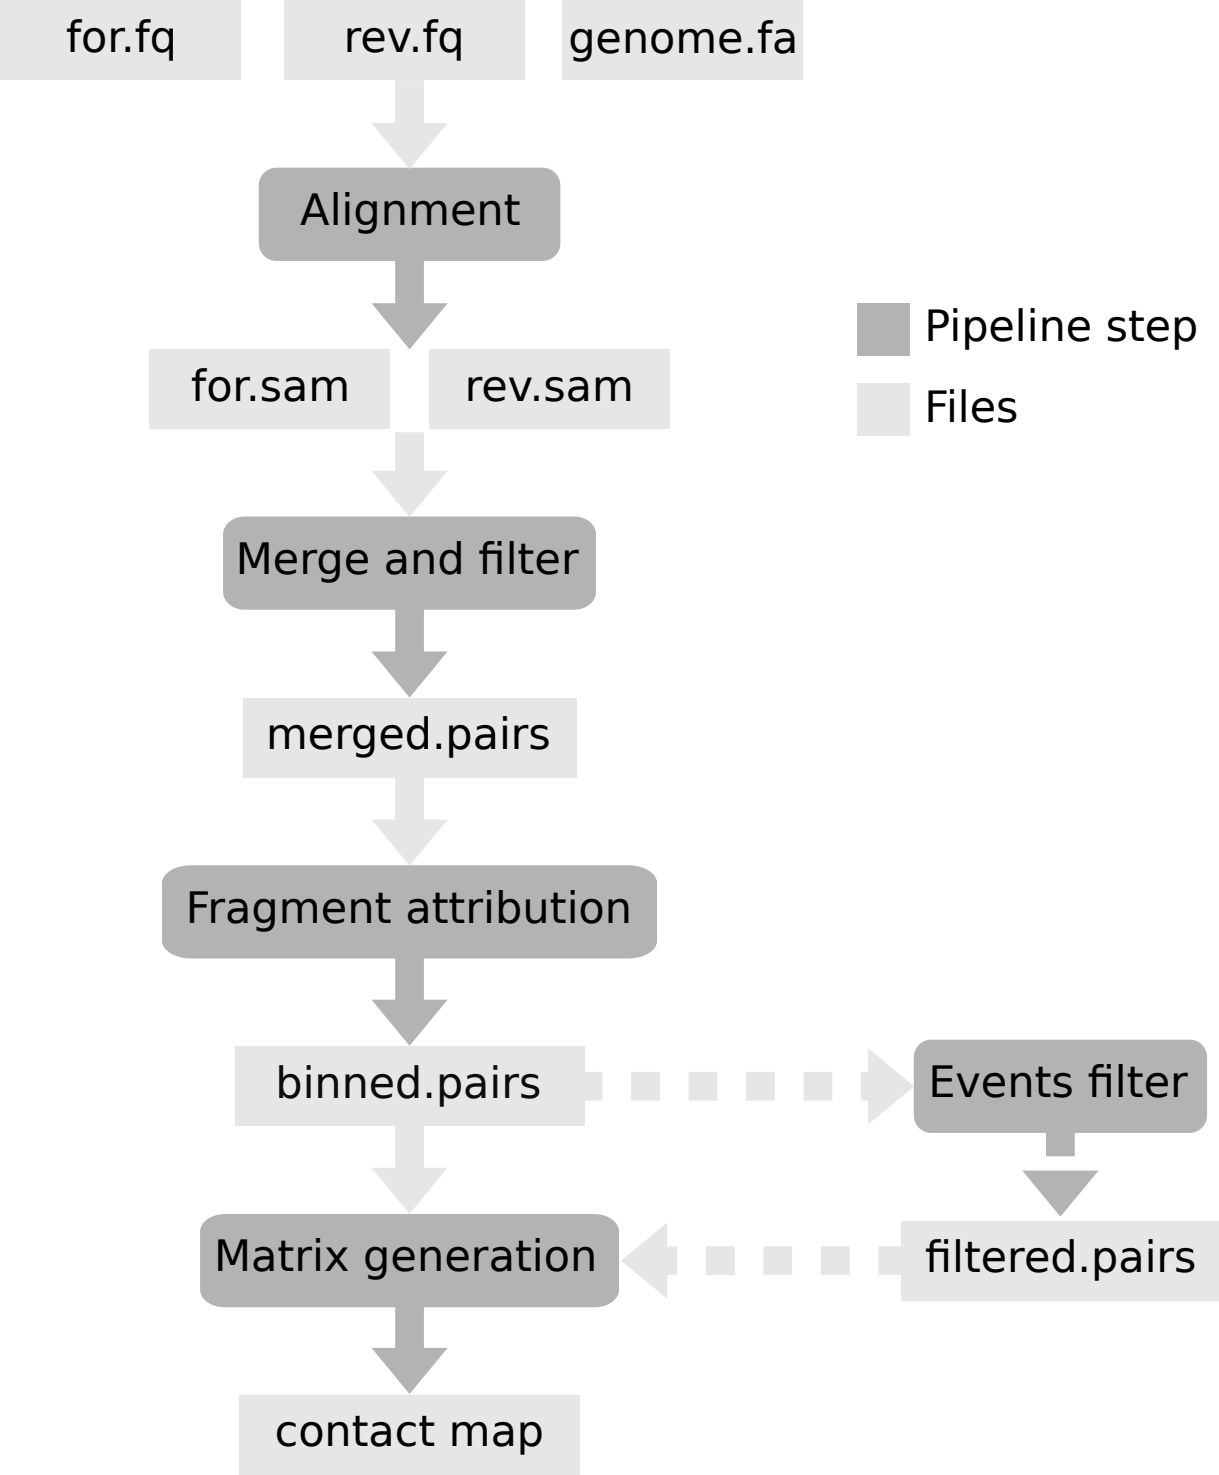 for.fq
rev.fq
genome.fa
Alignment
Pipeline step
for.sam
rev.sam
Files
Merge and filter
merged.pairs
Fragment attribution
binned.pairs
Events filter
Matrix generation
filtered.pairs
contact map